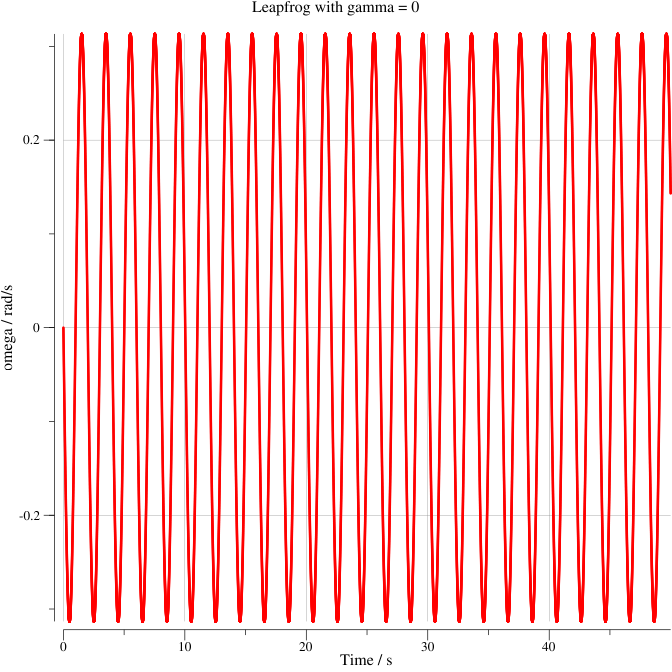 Leapfrog with gamma = 0
0.2
0
-0.2
omega / rad/s
0 10 20 30 40
Time / s